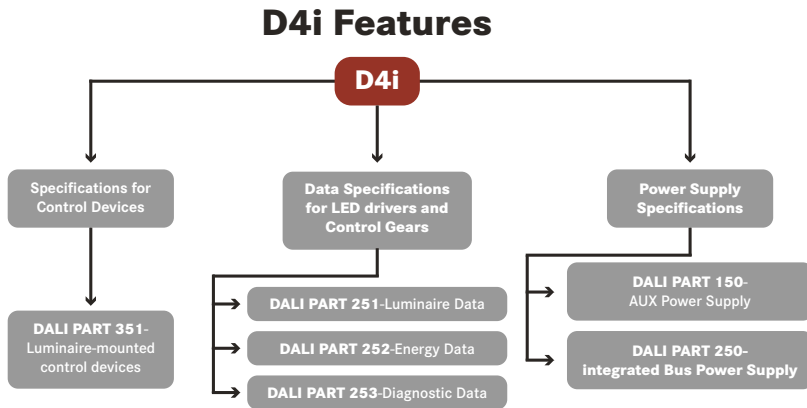 D4i Features
D4i
Specifications for
Control Devices
Data Specifications
for LED drivers and
Control Gears
Power Supply
Specifications
DALI PART 351-
Luminaire-mounted
control devices
DALI PART 251-Luminaire Data
DALI PART 252-Energy Data
DALI PART 253-Diagnostic Data
DALI PART 150-
AUX Power Supply
DALI PART 250-
integrated Bus Power Supply